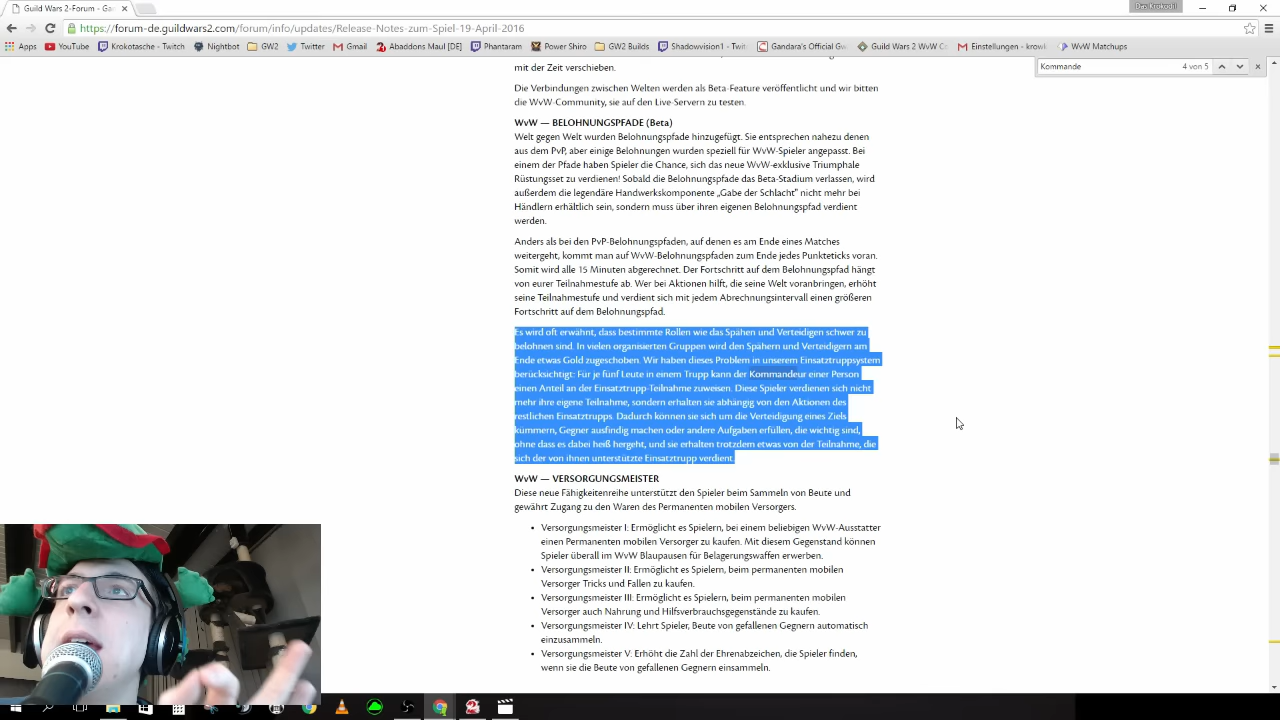 Guild Wars 2-Forum - Ga
Das Krokodil
https://forum-de.guildwars2.com/forum/info/updates/Release-Notes-zum-Spiel-19-April-2016
Apps YouTube Krokotasche - Twitch Nightbot GW2 Twitter Gmail Abaddons Maul [DE] Phantaram Power Shiro GW2 Builds Shadowvision1 - Twit Gandara's Official Gw Guild Wars 2 WvW C Einstellungen - krowk WvW Matchups
Kommande 4 von 5
mit der Zeit verschieben.
Die Verbindungen zwischen Welten werden als Beta-Feature veröffentlicht und wir bitten
die WvW-Community, sie auf den Live-Servern zu testen.
WvW — BELOHNUNGSPFADE (Beta)
Welt gegen Welt wurden Belohnungspfade hinzugefügt. Sie entsprechen nahezu denen
aus dem PvP, aber einige Belohnungen wurden speziell für WvW-Spieler angepasst. Bei
einem der Pfade haben Spieler die Chance, sich das neue WvW-exklusive Triumphale
Rüstungsset zu verdienen! Sobald die Belohnungspfade das Beta-Stadium verlassen, wird
außerdem die legendäre Handwerkskomponente „Gabe der Schlacht" nicht mehr bei
Händlern erhältlich sein, sondern muss über ihren eigenen Belohnungspfad verdient
werden.
Anders als bei den PvP-Belohnungspfaden, auf denen es am Ende eines Matches
weitergeht, kommt man auf WvW-Belohnungspfaden zum Ende jedes Punkteticks voran.
Somit wird alle 15 Minuten abgerechnet. Der Fortschritt auf dem Belohnungspfad hängt
von eurer Teilnahmestufe ab. Wer bei Aktionen hilft, die seine Welt voranbringen, erhöht
seine Teilnahmestufe und verdient sich mit jedem Abrechnungsintervall einen größeren
Fortschritt auf dem Belohnungspfad.
Es wird oft erwähnt, dass bestimmte Rollen wie das Spähen und Verteidigen schwer zu
belohnen sind. In vielen organisierten Gruppen wird den Spähern und Verteidigern am
Ende etwas Gold zugeschoben. Wir haben dieses Problem in unserem Einsatztruppsystem
berücksichtigt: Für je fünf Leute in einem Trupp kann der Kommandeur einer Person
einen Anteil an der Einsatztrupp-Teilnahme zuweisen. Diese Spieler verdienen sich nicht
mehr ihre eigene Teilnahme, sondern erhalten sie abhängig von den Aktionen des
restlichen Einsatztrupps. Dadurch können sie sich um die Verteidigung eines Ziels
kümmern, Gegner ausfindig machen oder andere Aufgaben erfüllen, die wichtig sind,
ohne dass es dabei heiß hergeht, und sie erhalten trotzdem etwas von der Teilnahme, die
sich der von ihnen unterstützte Einsatztrupp verdient.
WvW — VERSORGUNGSMEISTER
Diese neue Fähigkeitenreihe unterstützt den Spieler beim Sammeln von Beute und
gewährt Zugang zu den Waren des Permanenten mobilen Versorgers.
• Versorgungsmeister I: Ermöglicht es Spielern, bei einem beliebigen WvW-Ausstatter
einen Permanenten mobilen Versorger zu kaufen. Mit diesem Gegenstand können
Spieler überall im WvW Blaupausen für Belagerungswaffen erwerben.
• Versorgungsmeister II: Ermöglicht es Spielern, beim permanenten mobilen
Versorger Tricks und Fallen zu kaufen.
• Versorgungsmeister III: Ermöglicht es Spielern, beim permanenten mobilen
Versorger auch Nahrung und Hilfsverbrauchsgegenstände zu kaufen.
• Versorgungsmeister IV: Lehrt Spieler, Beute von gefallenen Gegnern automatisch
einzusammeln.
• Versorgungsmeister V: Erhöht die Zahl der Ehrenabzeichen, die Spieler finden,
wenn sie die Beute von gefallenen Gegnern einsammeln.